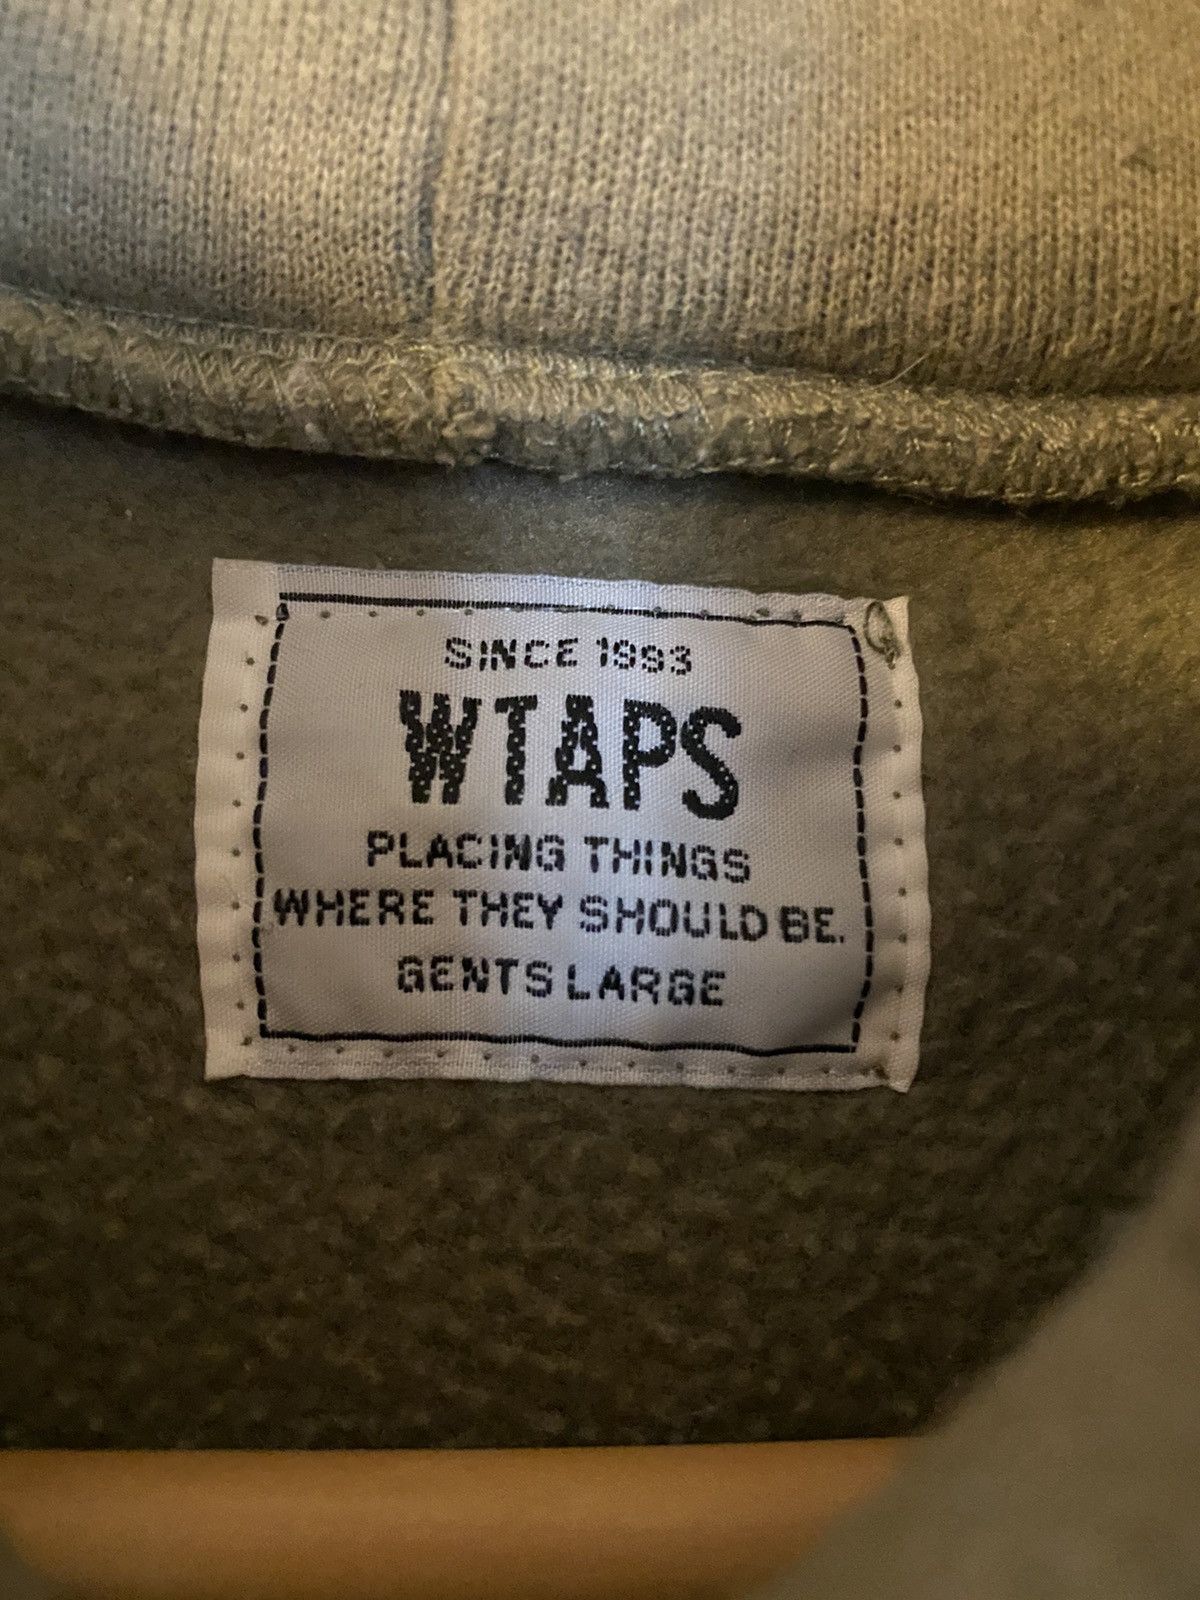 SINCE 1993
WTAPS
PLACING THINGS
WHERE THEY SHOULD BE.
GENTS LARGE